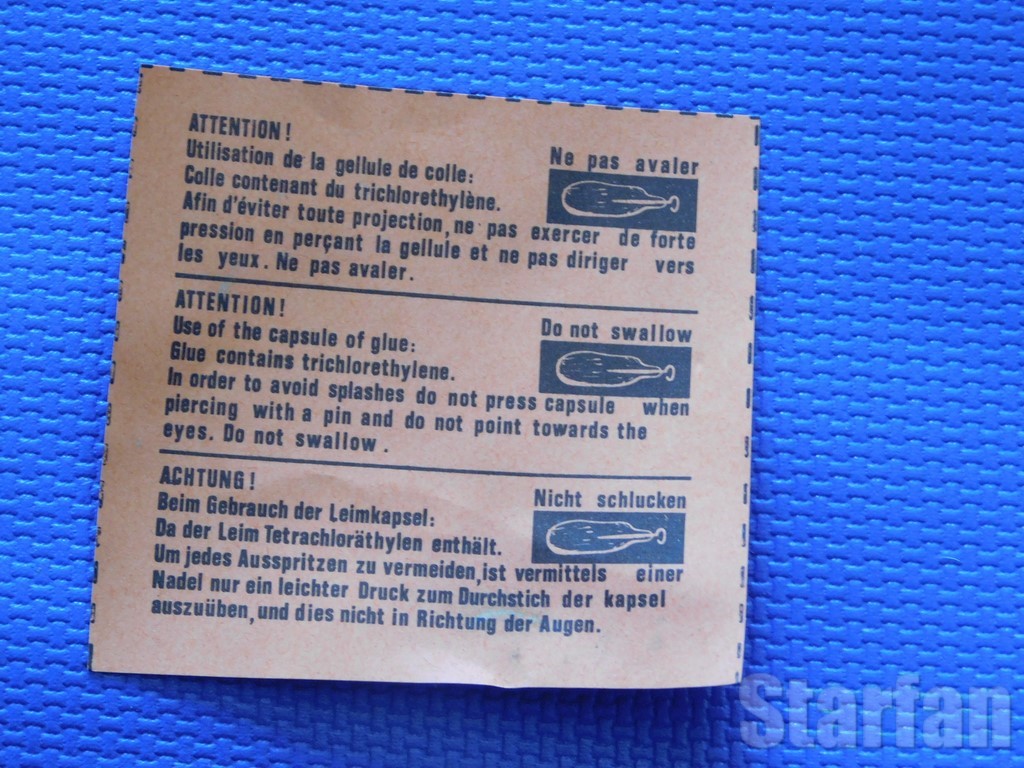 ATTENTION!
Utilisation de la gellule de colle:
Colle contenant du trichlorethylène.
Ne pas avaler
Afin d'éviter toute projection, ne pas exercer de forte
pression en perçant la gellule et ne pas diriger vers
les yeux. Ne pas avaler.
ATTENTION!
Use of the capsule of glue:
Glue contains trichlorethylene.
Do not swallow
In order to avoid splashes do not press capsule when
piercing with a pin and do not point towards the
eyes. Do not swallow.
ACHTUNG!
Beim Gebrauch der Leimkapsel:
Da der Leim Tetrachloräthylen enthält.
Nicht schlucken
Um jedes Ausspritzen zu vermeiden, ist vermittels einer
Nadel nur ein leichter Druck zum Durchstich der kapsel
auszuüben, und dies nicht in Richtung der Augen.
Starfan